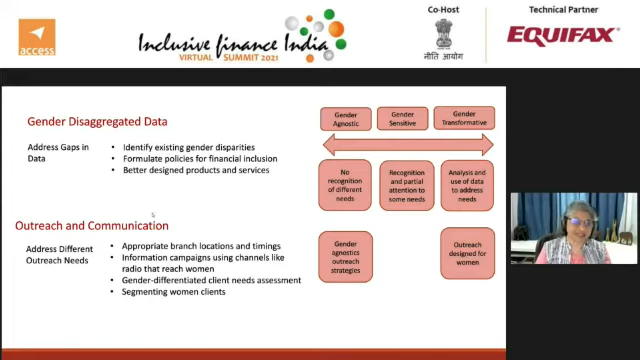 access
Inclusive finance India
VIRTUAL SUMMIT 2021
Co-Host
नीति आयोग
Technical Partner
EQUIFAX
Gender Disaggregated Data
Address Gaps in
Data
• Identify existing gender disparities
• Formulate policies for financial inclusion
• Better designed products and services
Outreach and Communication
Address Different
Outreach Needs
• Appropriate branch locations and timings
• Information campaigns using channels like
radio that reach women
• Gender-differentiated client needs assessment
• Segmenting women clients
Gender
Agnostic
Gender
Sensitive
Gender
Transformative
No
recognition
of different
needs
Recognition
and partial
attention to
some needs
Analysis and
use of data
to address
needs
Gender
agnostics
outreach
strategies
Outreach
designed for
women